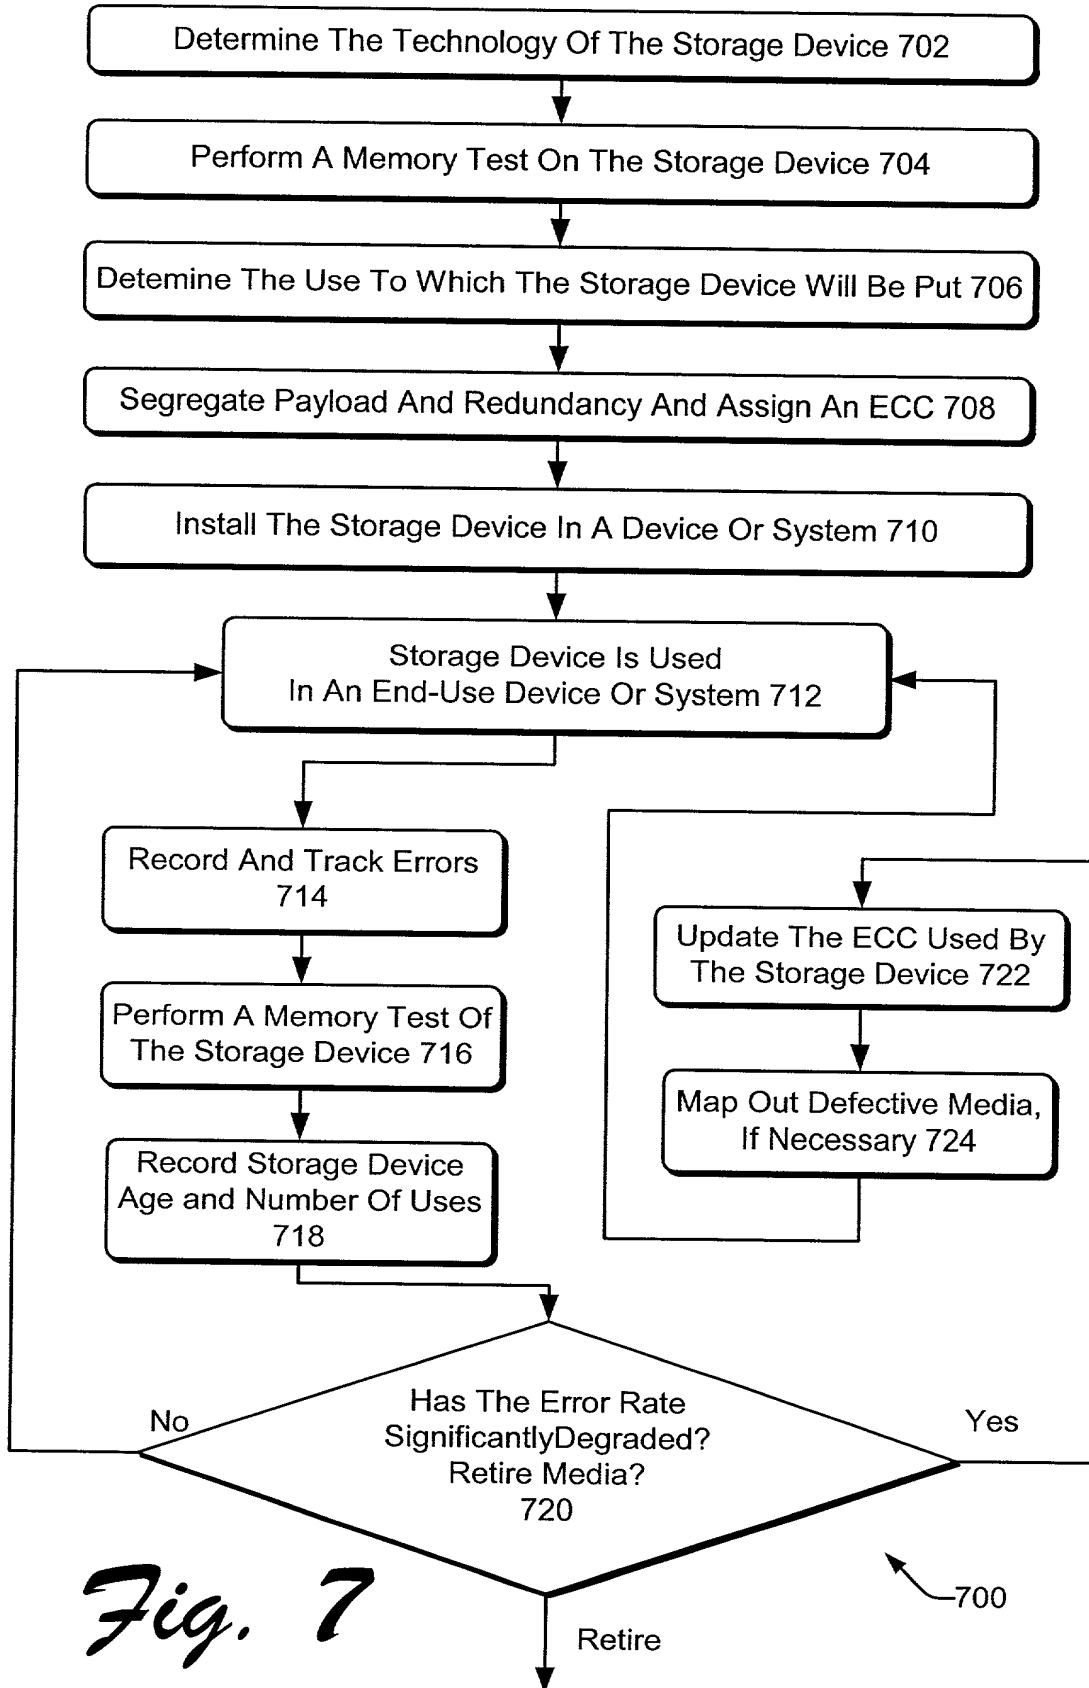 Determine The Technology Of The Storage Device 702
Perform A Memory Test On The Storage Device 704
Detemine The Use To Which The Storage Device Will Be Put 706
Segregate Payload And Redundancy And Assign An ECC 708
Install The Storage Device In A Device Or System 710
Storage Device Is Used
In An End-Use Device Or System 712
Record And Track Errors
714
Perform A Memory Test Of
The Storage Device 716
Record Storage Device
Age and Number Of Uses
718
Update The ECC Used By
The Storage Device 722
Map Out Defective Media,
If Necessary 724
Has The Error Rate
SignificantlyDegraded?
Retire Media?
720
No
Yes
Retire
700
Fig. 7